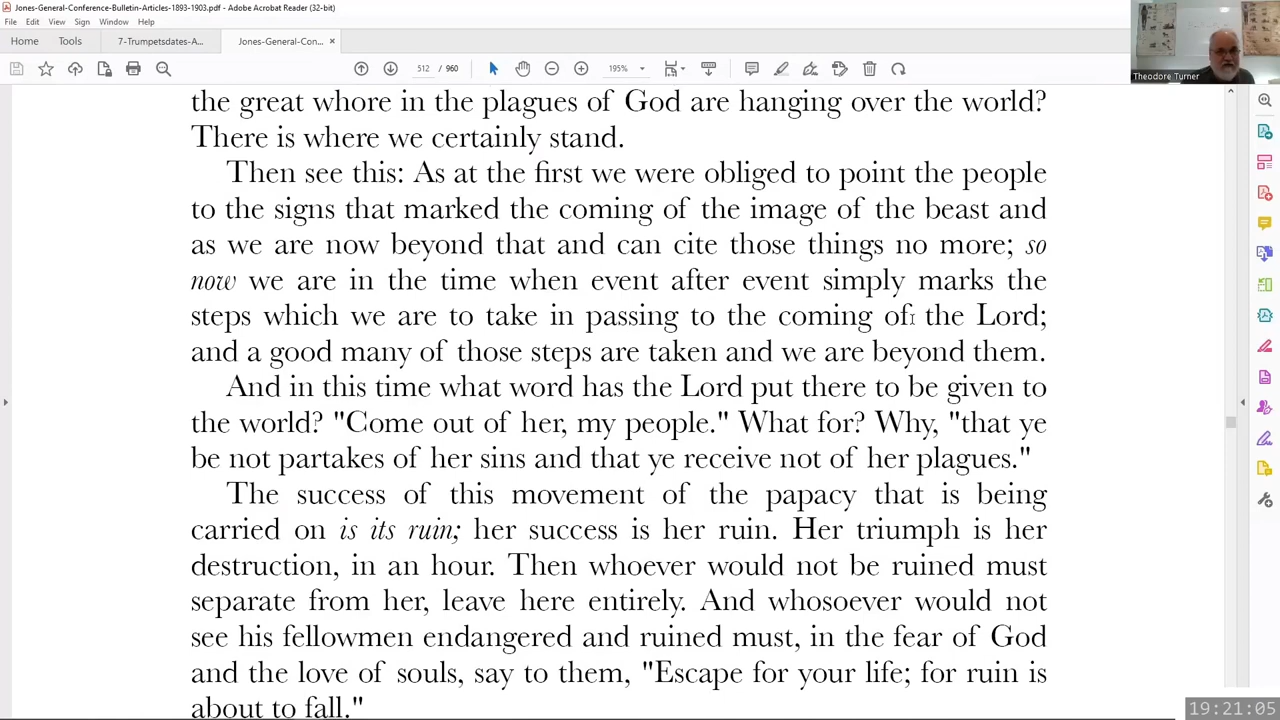 Jones-General-Conference-Bulletin-Articles-1893-1903.pdf - Adobe Acrobat Reader (32-bit)
File Edit View Sign Window Help
Home Tools 7-Trumpetsdates-A... Jones-General-Con... ×
512 / 960 195%
Theodore Turner
the great whore in the plagues of God are hanging over the world?
There is where we certainly stand.
Then see this: As at the first we were obliged to point the people
to the signs that marked the coming of the image of the beast and
as we are now beyond that and can cite those things no more; so
now we are in the time when event after event simply marks the
steps which we are to take in passing to the coming of the Lord;
and a good many of those steps are taken and we are beyond them.
And in this time what word has the Lord put there to be given to
the world? "Come out of her, my people." What for? Why, "that ye
be not partakes of her sins and that ye receive not of her plagues."
The success of this movement of the papacy that is being
carried on is its ruin; her success is her ruin. Her triumph is her
destruction, in an hour. Then whoever would not be ruined must
separate from her, leave here entirely. And whosoever would not
see his fellowmen endangered and ruined must, in the fear of God
and the love of souls, say to them, "Escape for your life; for ruin is
about to fall."
19:21:05